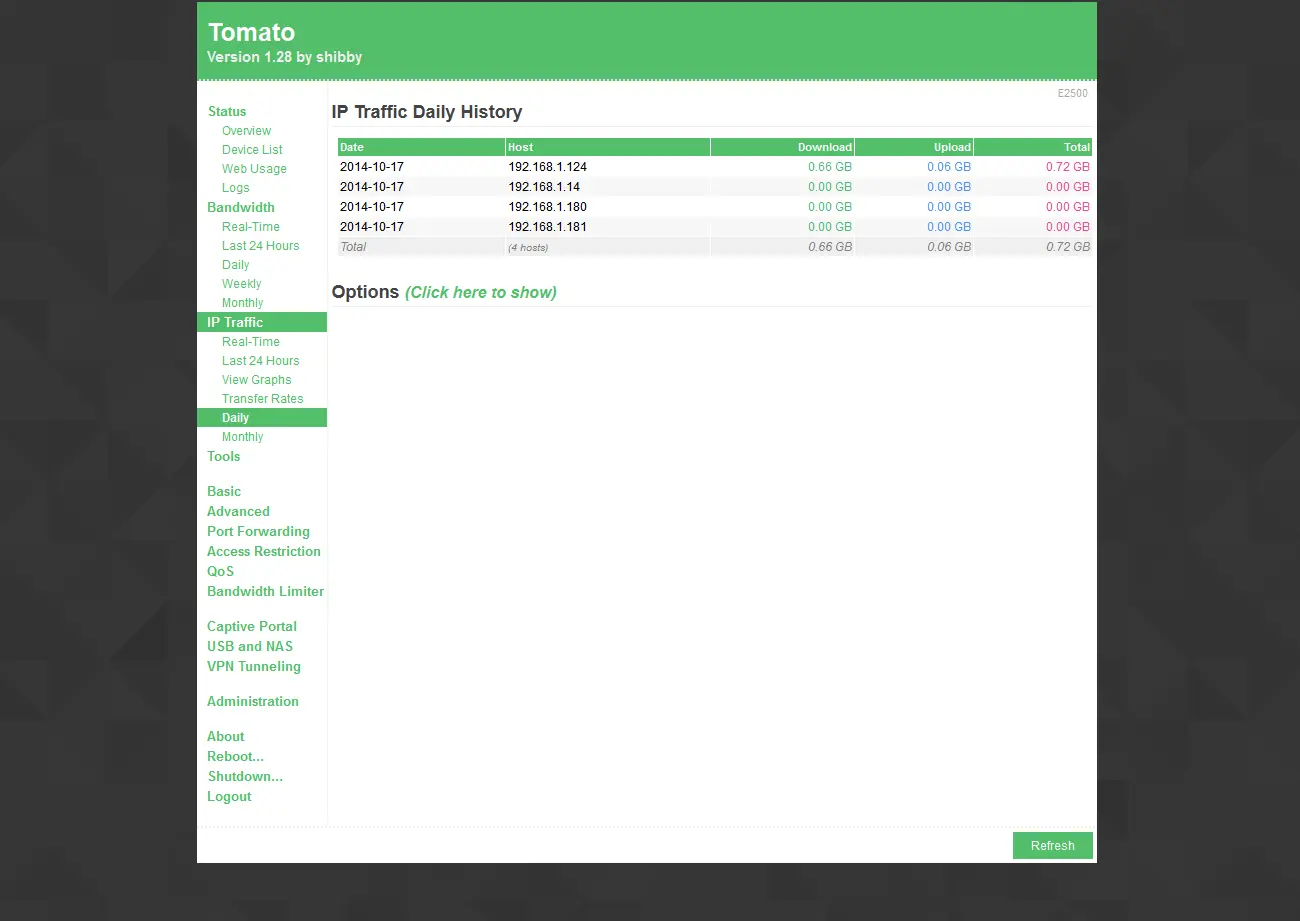 Tomato
Version 1.28 by shibby
E2500
Status
Overview
Device List
Web Usage
Logs
Bandwidth
Real-Time
Last 24 Hours
Daily
Weekly
Monthly
IP Traffic
Real-Time
Last 24 Hours
View Graphs
Transfer Rates
Daily
Monthly
Tools
Basic
Advanced
Port Forwarding
Access Restriction
QoS
Bandwidth Limiter
Captive Portal
USB and NAS
VPN Tunneling
Administration
About
Reboot...
Shutdown...
Logout
IP Traffic Daily History
Date Host Download Upload Total
2014-10-17 192.168.1.124 0.66 GB 0.06 GB 0.72 GB
2014-10-17 192.168.1.14 0.00 GB 0.00 GB 0.00 GB
2014-10-17 192.168.1.180 0.00 GB 0.00 GB 0.00 GB
2014-10-17 192.168.1.181 0.00 GB 0.00 GB 0.00 GB
Total (4 hosts) 0.66 GB 0.06 GB 0.72 GB
Options (Click here to show)
Refresh